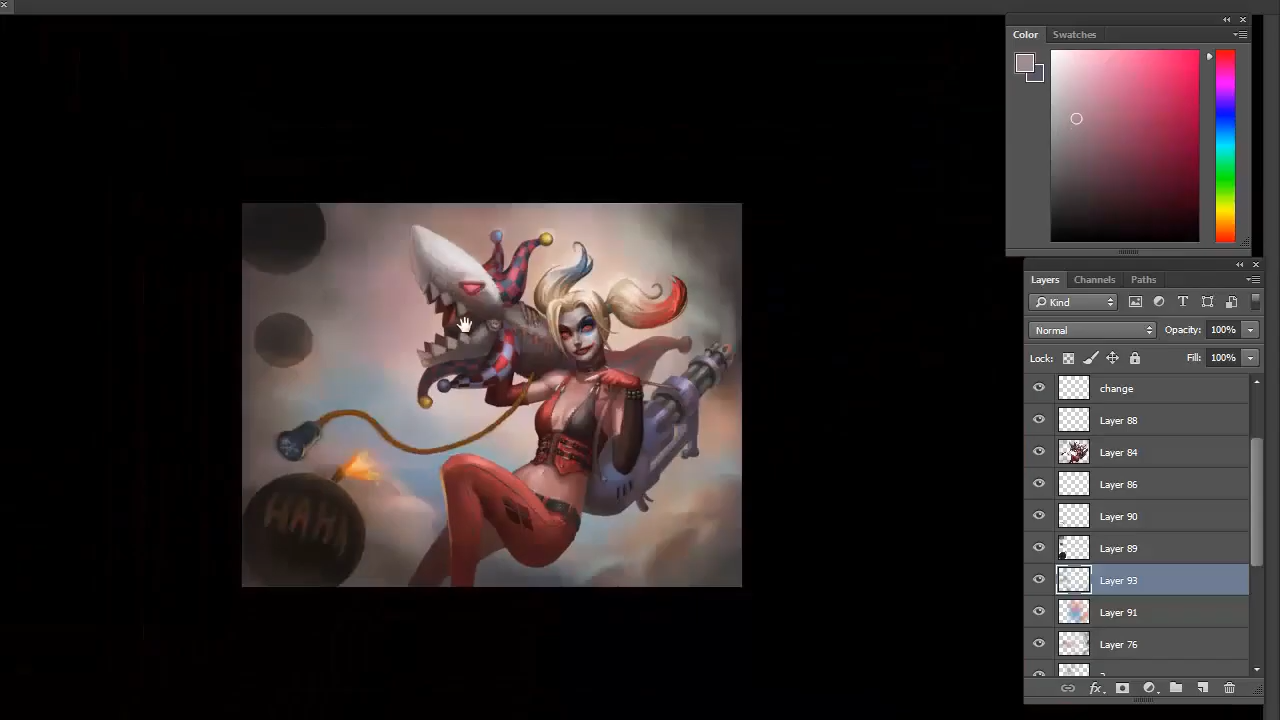 Color Swatches
Layers Channels Paths
Kind
Normal Opacity: 100%
Lock: Fill: 100%
change
Layer 88
Layer 84
Layer 86
Layer 90
Layer 89
Layer 93
Layer 91
Layer 76
HAHA